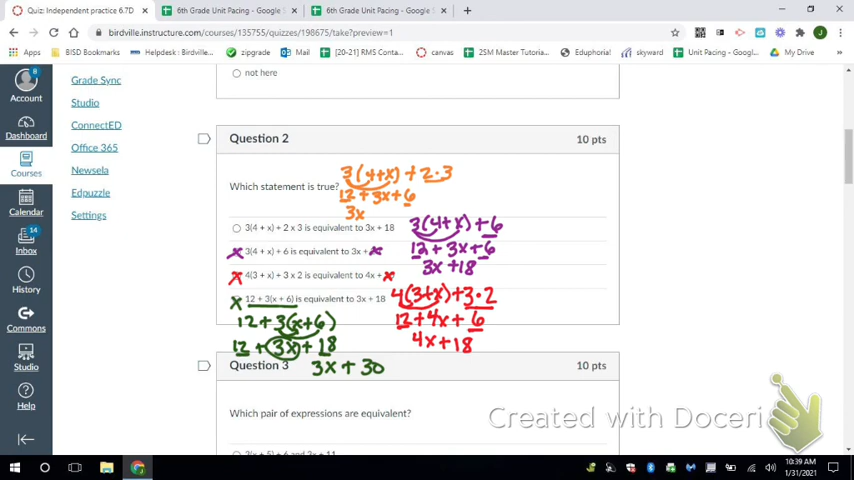 Quiz: Independent practice 6.7D
6th Grade Unit Pacing - Google S
6th Grade Unit Pacing - Google S
birdville.instructure.com/courses/135755/quizzes/198675/take?preview=1
Apps
BISD Bookmarks
Helpdesk : Birdville
zipgrade
Mail
[20-21] RMS Conta...
canvas
2SM Master Tutoria...
Eduphoria!
skyward
Unit Pacing - Googl...
My Drive
8
Account
Dashboard
Courses
Calendar
14
Inbox
History
Commons
Studio
Help
Grade Sync
Studio
ConnectED
Office 365
Newsela
Edpuzzle
Settings
not here
Question 2
10 pts
Which statement is true?
3(4+x) + 2·3
12 + 3x + 6
3x
3(4 + x) + 2 x 3 is equivalent to 3x + 18
3(4 + x) + 6 is equivalent to 3x +
4(3 + x) + 3 x 2 is equivalent to 4x +
12 + 3(x + 6) is equivalent to 3x + 18
3(4+x) + 6
12 + 3x + 6
3x + 18
4(3+x) + 3·2
12 + 4x + 6
4x + 18
12 + 3(x+6)
12 + 3x + 18
3x + 30
Question 3
10 pts
Which pair of expressions are equivalent?
Created with Doceri
10:39 AM
1/31/2021